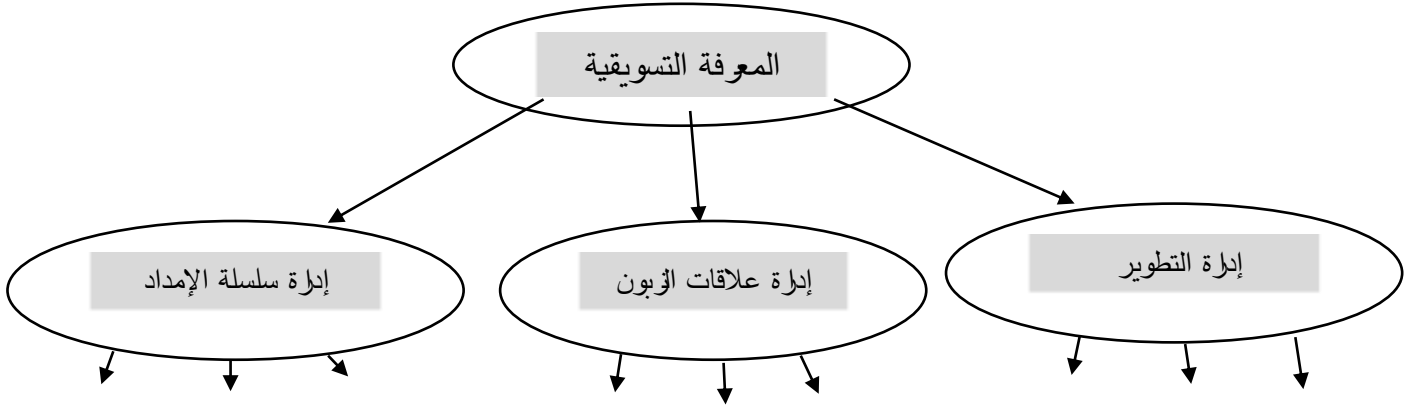 المعرفة التسويقية
إدارة التطوير
إدارة علاقات الزبون
إدارة سلسلة الإمداد